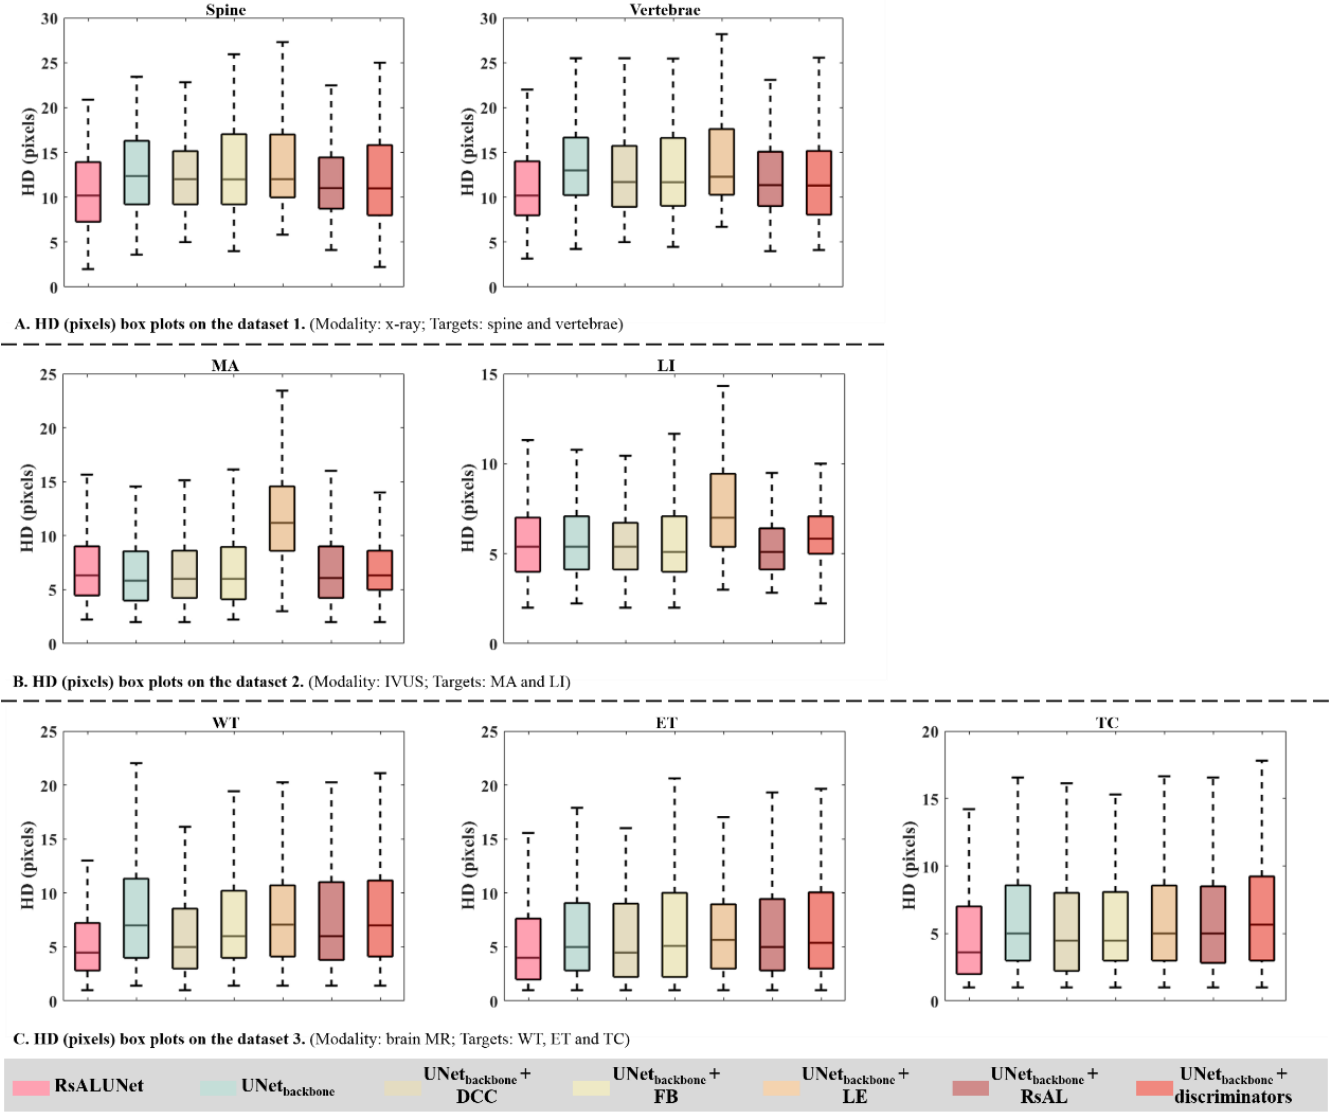 Spine
Vertebrae
HD (pixels)
30
25
20
15
10
5
0
HD (pixels)
30
25
20
15
10
5
0
A. HD (pixels) box plots on the dataset 1. (Modality: x-ray; Targets: spine and vertebrae)
MA
LI
HD (pixels)
25
20
15
10
5
0
HD (pixels)
15
10
5
0
B. HD (pixels) box plots on the dataset 2. (Modality: IVUS; Targets: MA and LI)
WT
ET
TC
HD (pixels)
25
20
15
10
5
0
HD (pixels)
25
20
15
10
5
0
HD (pixels)
20
15
10
5
0
C. HD (pixels) box plots on the dataset 3. (Modality: brain MR; Targets: WT, ET and TC)
RsALUNet
UNetbackbone
UNetbackbone +
DCC
UNetbackbone +
FB
UNetbackbone +
LE
UNetbackbone +
RsAL
UNetbackbone +
discriminators